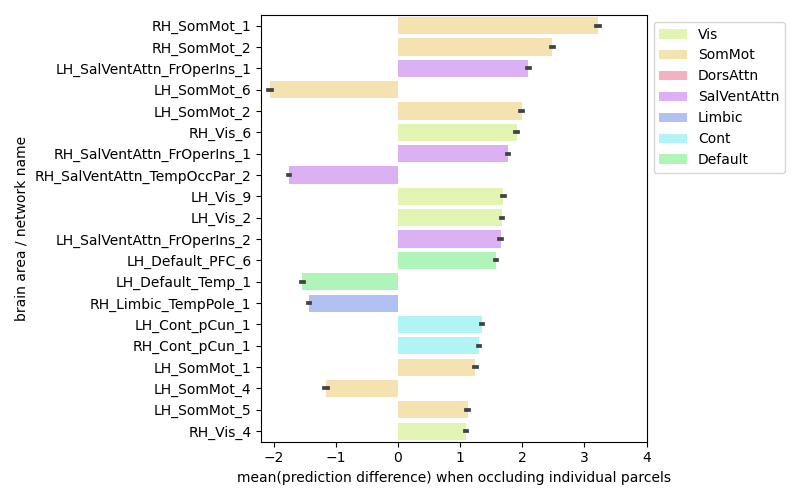 RH_SomMot_1
RH_SomMot_2
LH_SalVentAttn_FrOperIns_1
LH_SomMot_6
LH_SomMot_2
RH_Vis_6
RH_SalVentAttn_FrOperIns_1
RH_SalVentAttn_TempOccPar_2
LH_Vis_9
LH_Vis_2
LH_SalVentAttn_FrOperIns_2
LH_Default_PFC_6
LH_Default_Temp_1
RH_Limbic_TempPole_1
LH_Cont_pCun_1
RH_Cont_pCun_1
LH_SomMot_1
LH_SomMot_4
LH_SomMot_5
RH_Vis_4
brain area / network name
−2 −1 0 1 2 3 4
mean(prediction difference) when occluding individual parcels
Vis
SomMot
DorsAttn
SalVentAttn
Limbic
Cont
Default